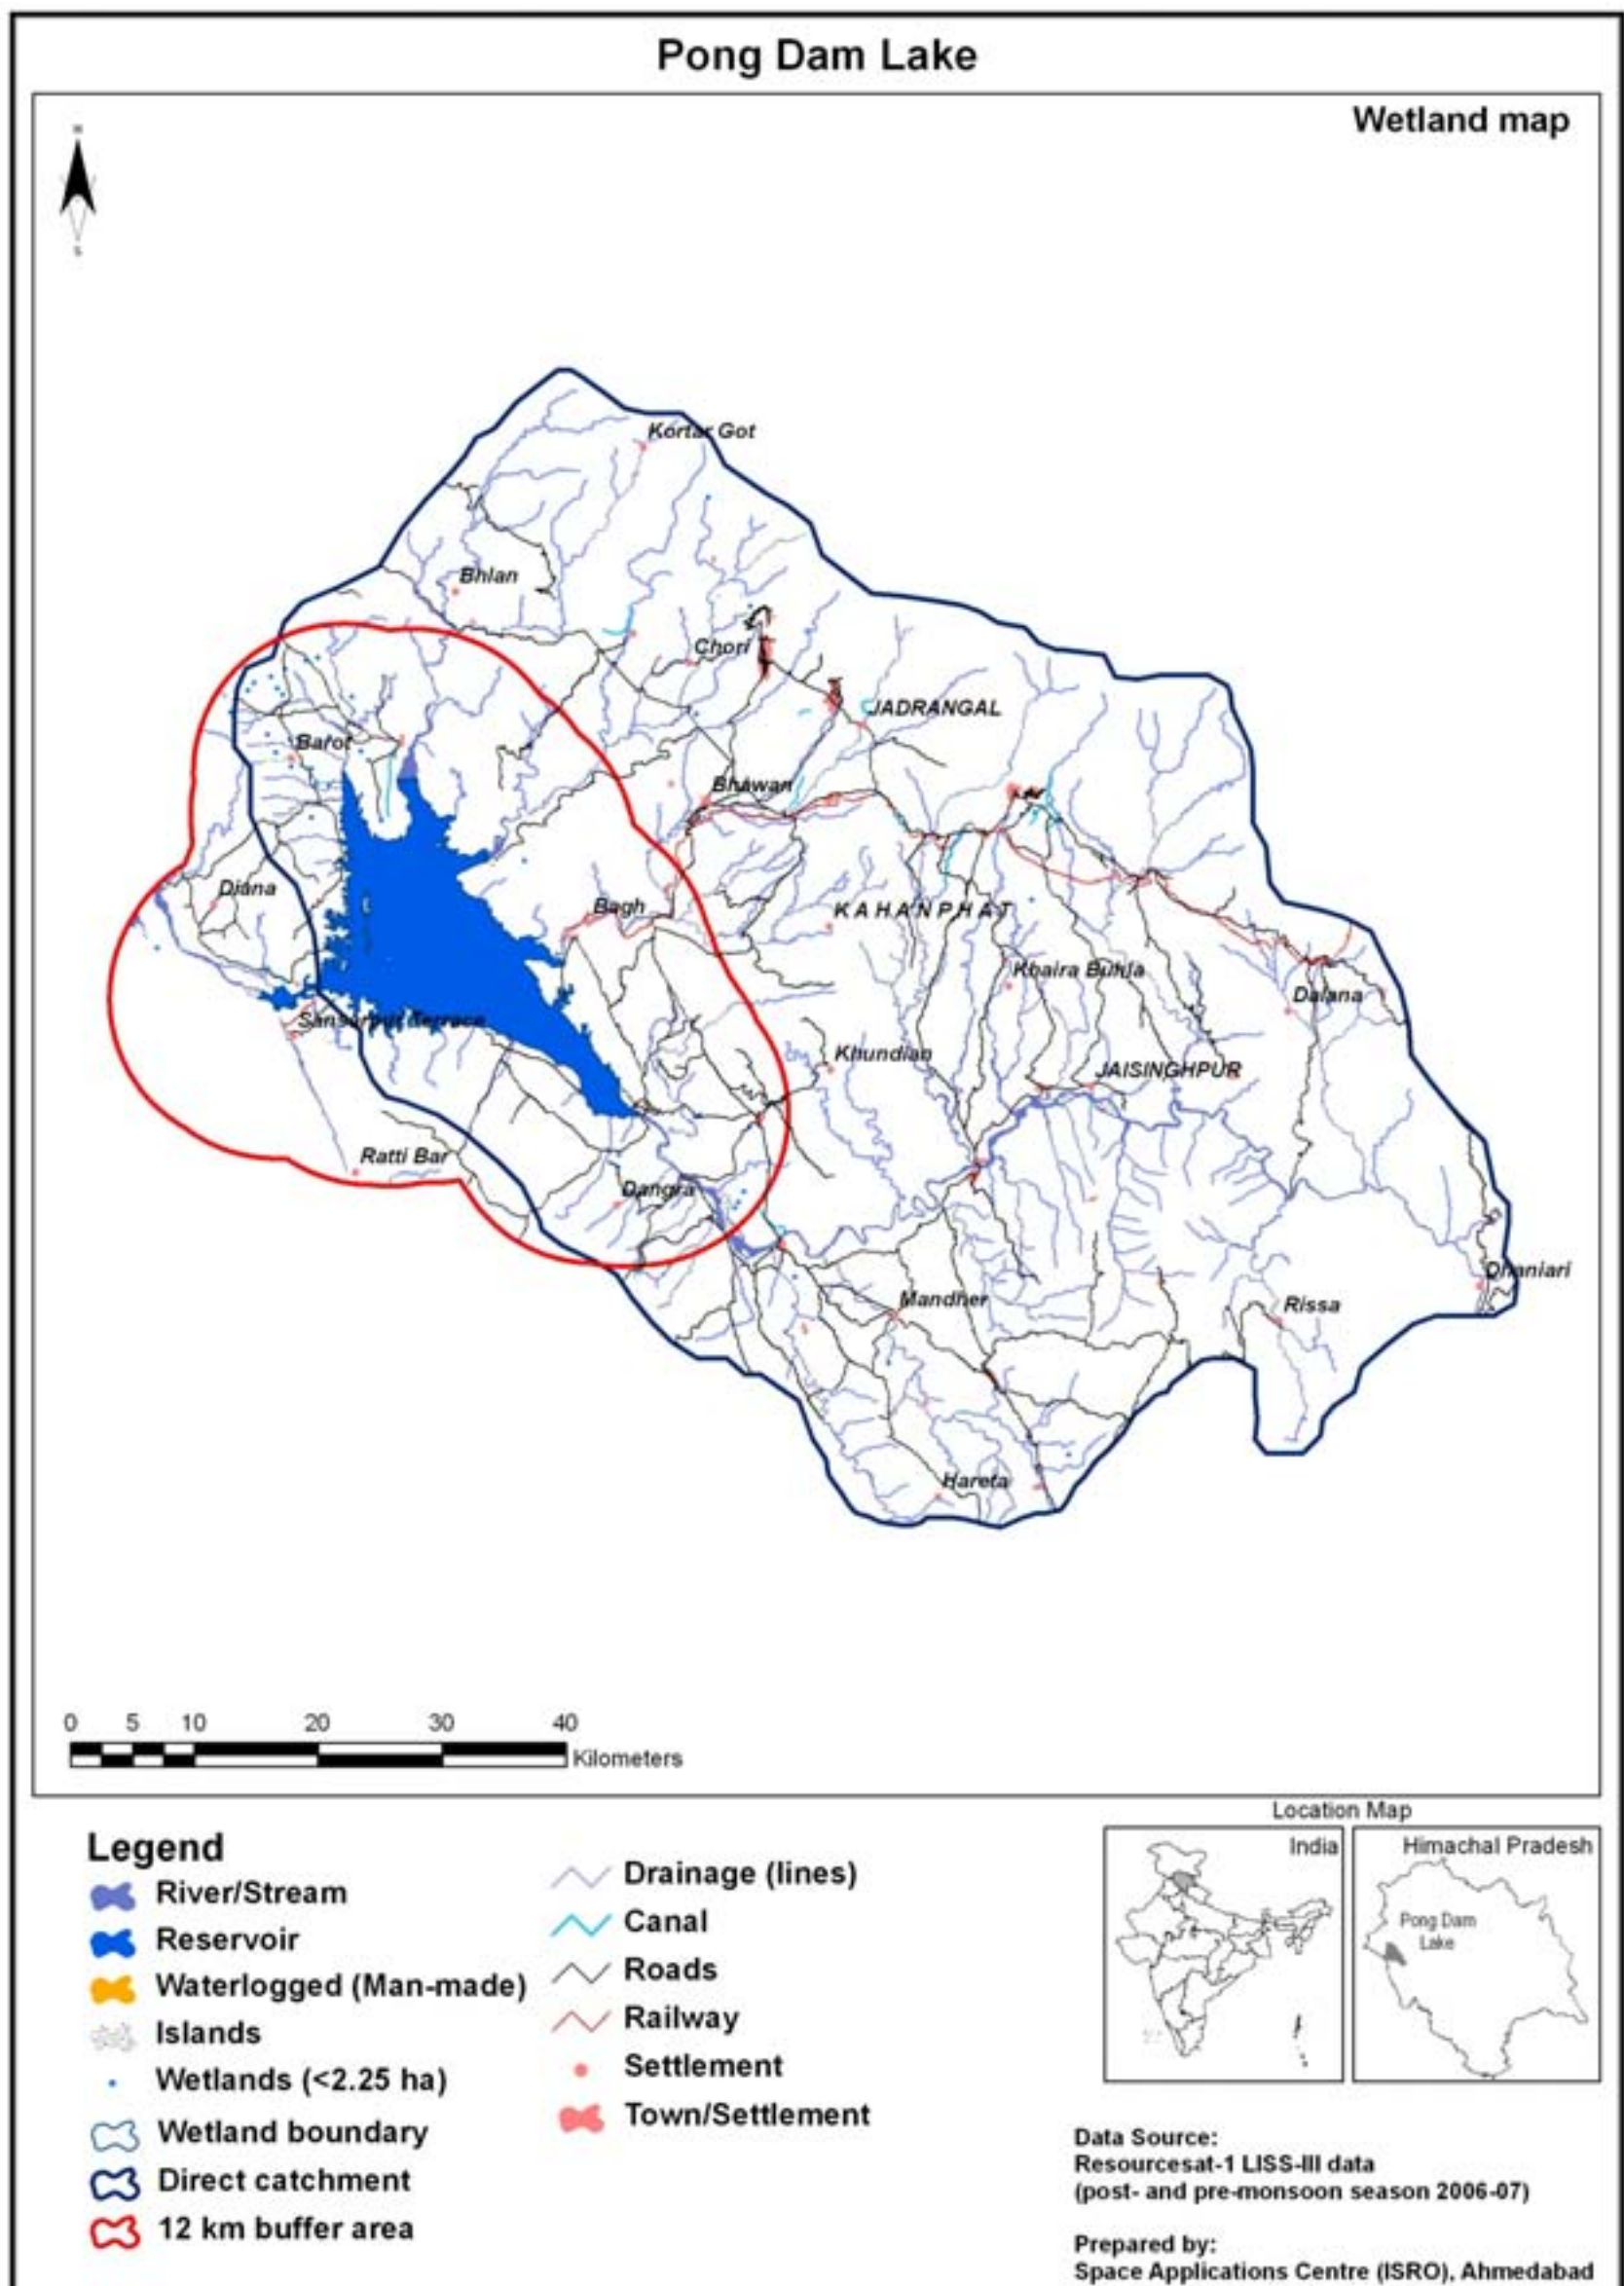 Pong Dam Lake
Wetland map
N
S
Kortar Got
Bhlan
Chori
JADRANGAL
Barot
Bhawan
Diana
Bagh
KAHANPHAT
Khaira Buhla
Dalana
Sansarpur Terrace
Khundian
JAISINGHPUR
Ratti Bar
Dangra
Dhaniari
Mandher
Rissa
Hareta
0 5 10 20 30 40
Kilometers
Location Map
India
Himachal Pradesh
Pong Dam
Lake
Legend
River/Stream
Reservoir
Waterlogged (Man-made)
Islands
Wetlands (<2.25 ha)
Wetland boundary
Direct catchment
12 km buffer area
Drainage (lines)
Canal
Roads
Railway
Settlement
Town/Settlement
Data Source:
Resourcesat-1 LISS-III data
(post- and pre-monsoon season 2006-07)
Prepared by:
Space Applications Centre (ISRO), Ahmedabad